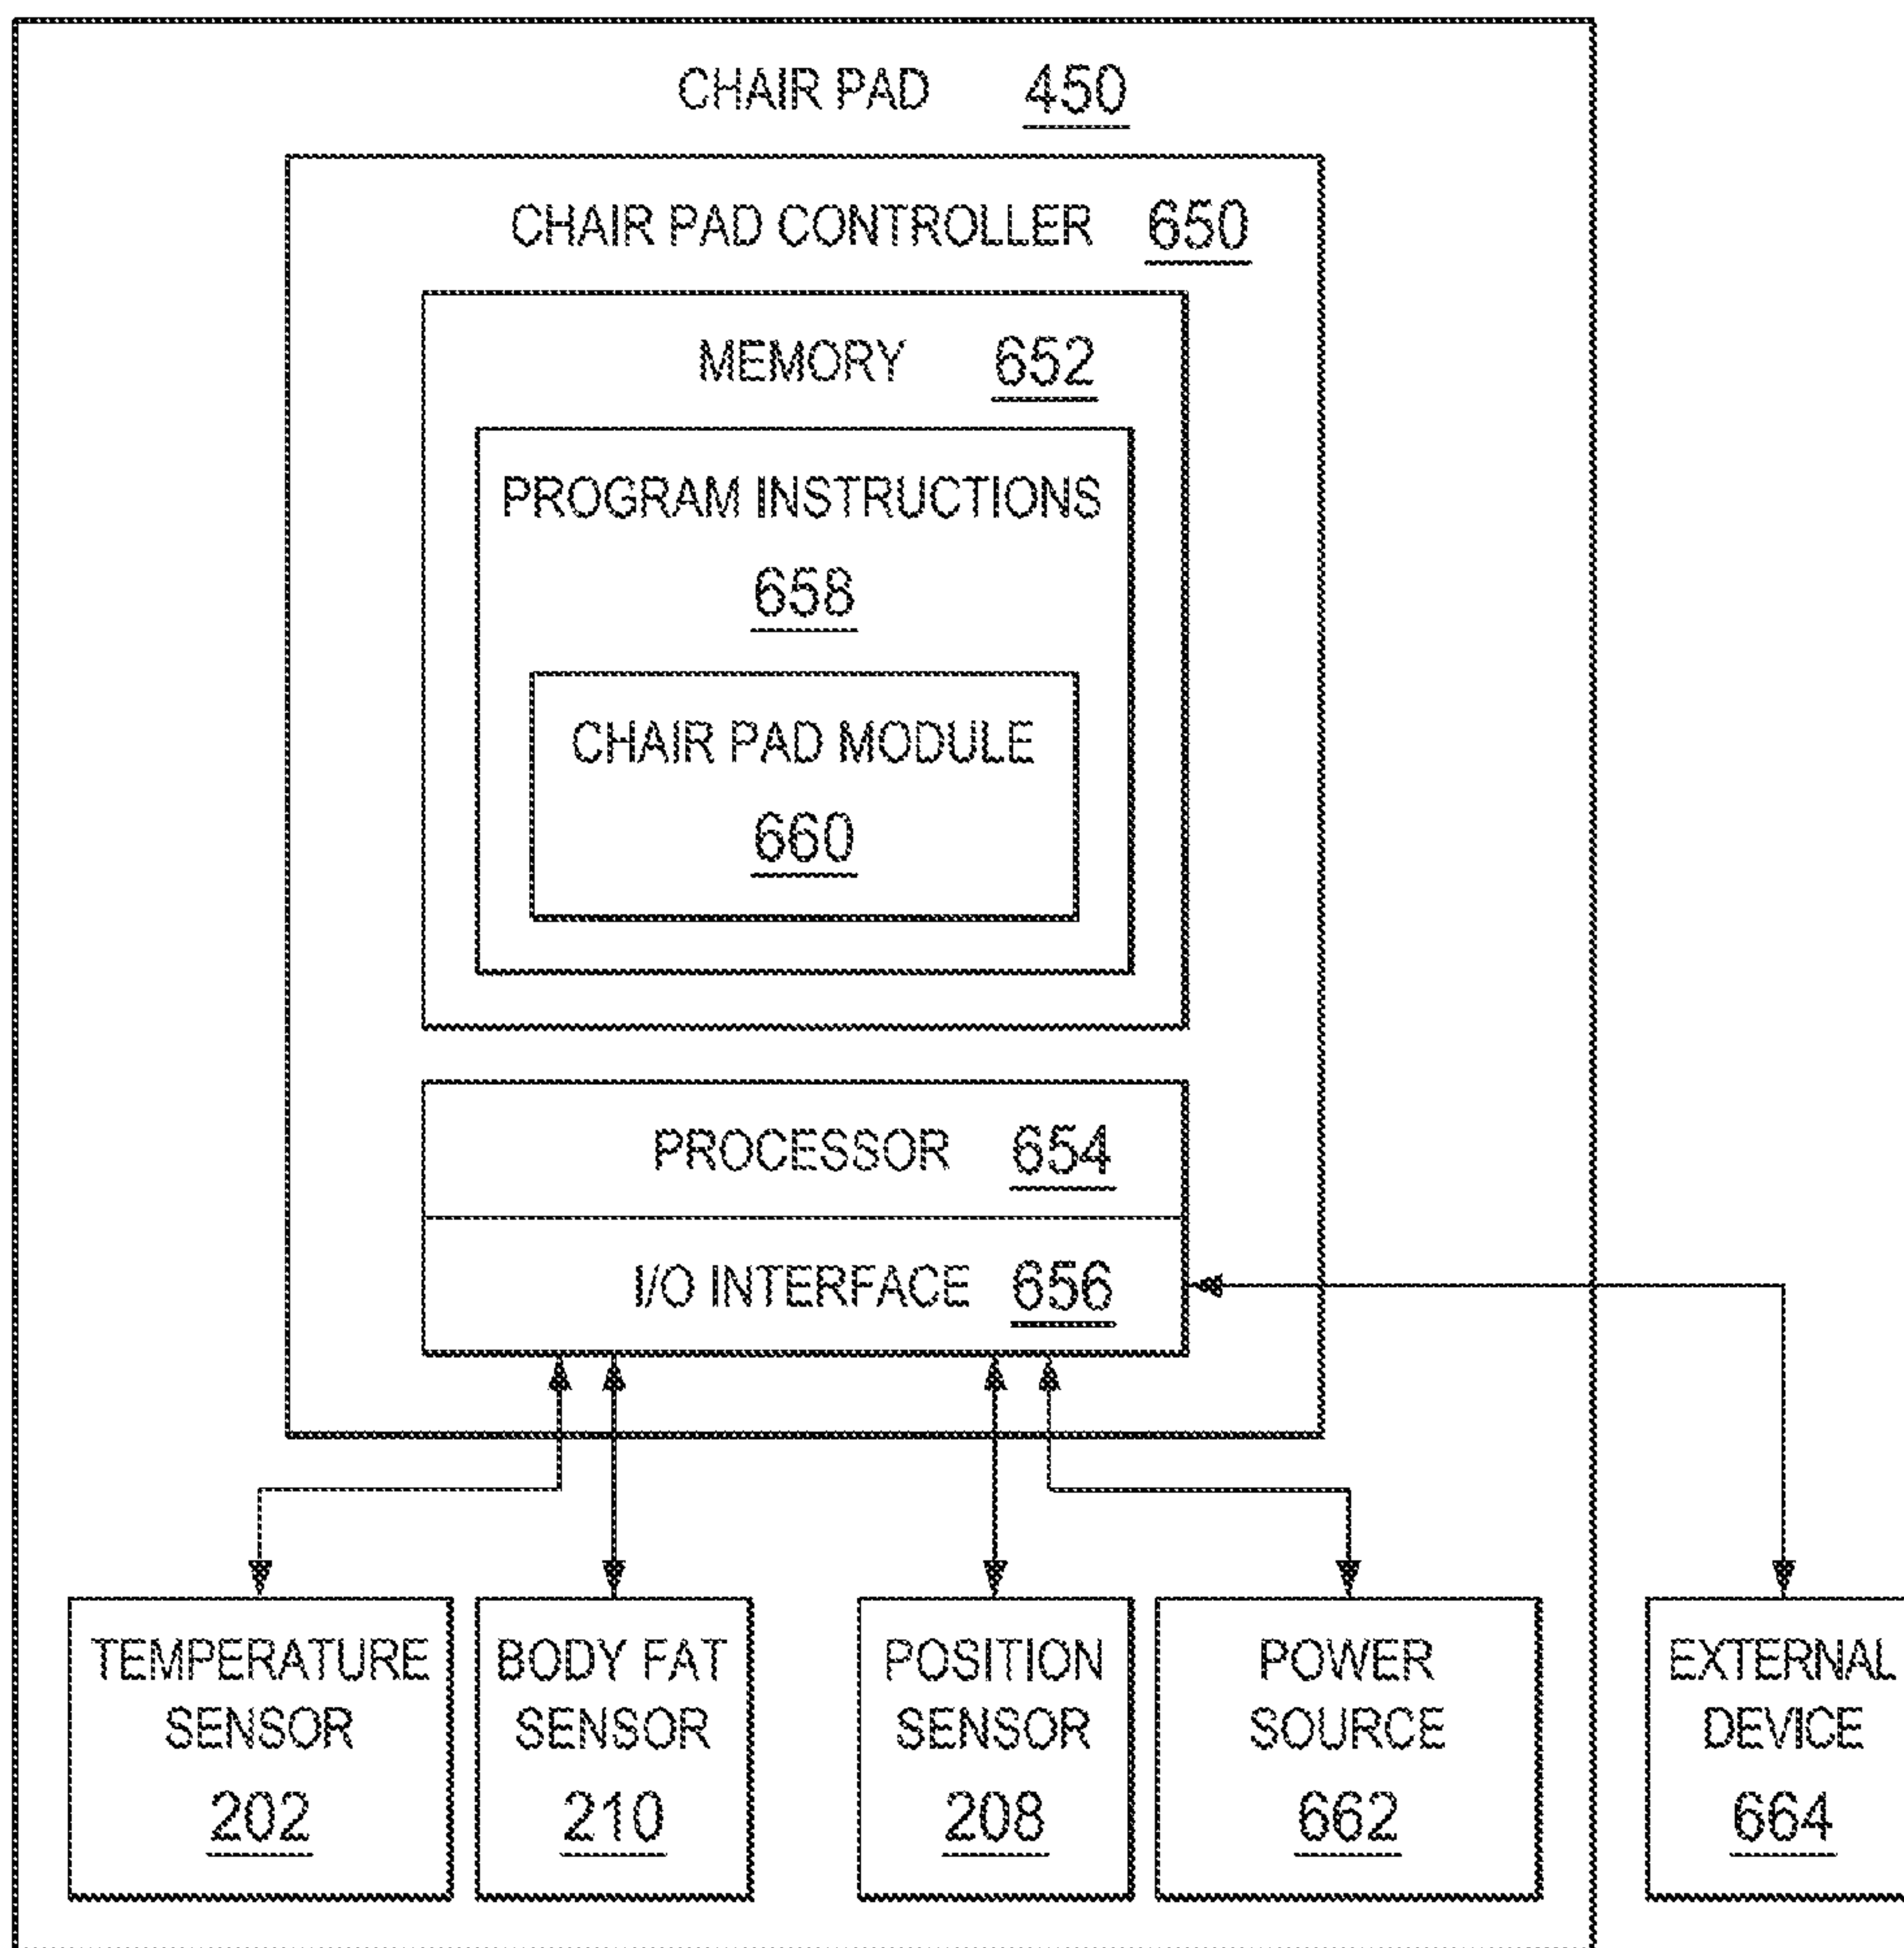 CHAIR PAD 450
CHAIR PAD CONTROLLER 650
MEMORY 652
PROGRAM INSTRUCTIONS
658
CHAIR PAD MODULE
660
PROCESSOR 654
I/O INTERFACE 656
TEMPERATURE
SENSOR
202
BODY FAT
SENSOR
210
POSITION
SENSOR
208
POWER
SOURCE
662
EXTERNAL
DEVICE
664